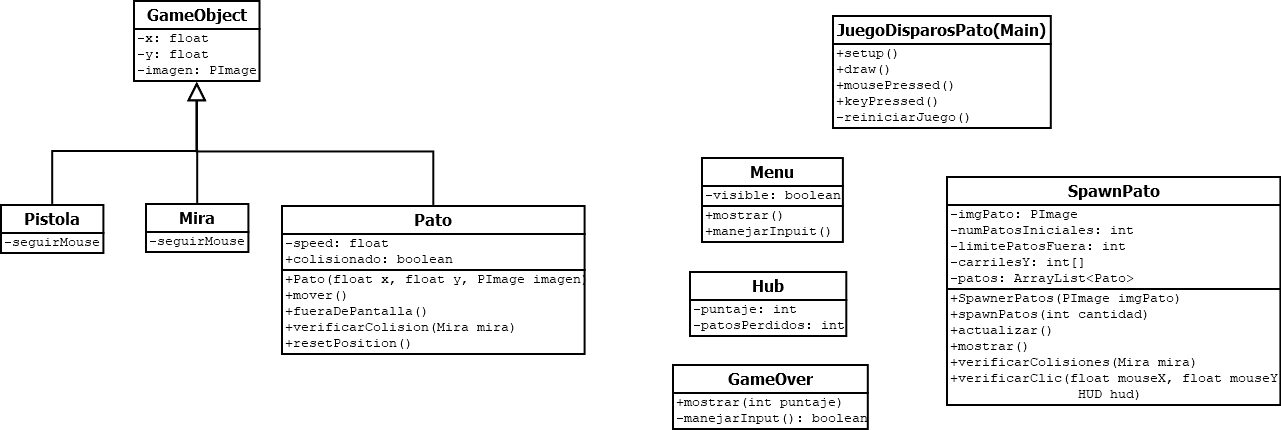 GameObject
-x: float
-y: float
-imagen: PImage
Pistola
-seguirMouse
Mira
-seguirMouse
Pato
-speed: float
+colisionado: boolean
+Pato(float x, float y, PImage imagen)
+mover()
+fueraDePantalla()
+verificarColision(Mira mira)
+resetPosition()
JuegoDisparosPato(Main)
+setup()
+draw()
+mousePressed()
+keyPressed()
-reiniciarJuego()
Menu
-visible: boolean
+mostrar()
+manejarInpuit()
Hub
-puntaje: int
-patosPerdidos: int
GameOver
+mostrar(int puntaje)
-manejarInput(): boolean
SpawnPato
-imgPato: PImage
-numPatosIniciales: int
-limitePatosFuera: int
-carrilesY: int[]
-patos: ArrayList<Pato>
+SpawnerPatos(PImage imgPato)
+spawnPatos(int cantidad)
+actualizar()
+mostrar()
+verificarColisiones(Mira mira)
+verificarClic(float mouseX, float mouseY
HUD hud)